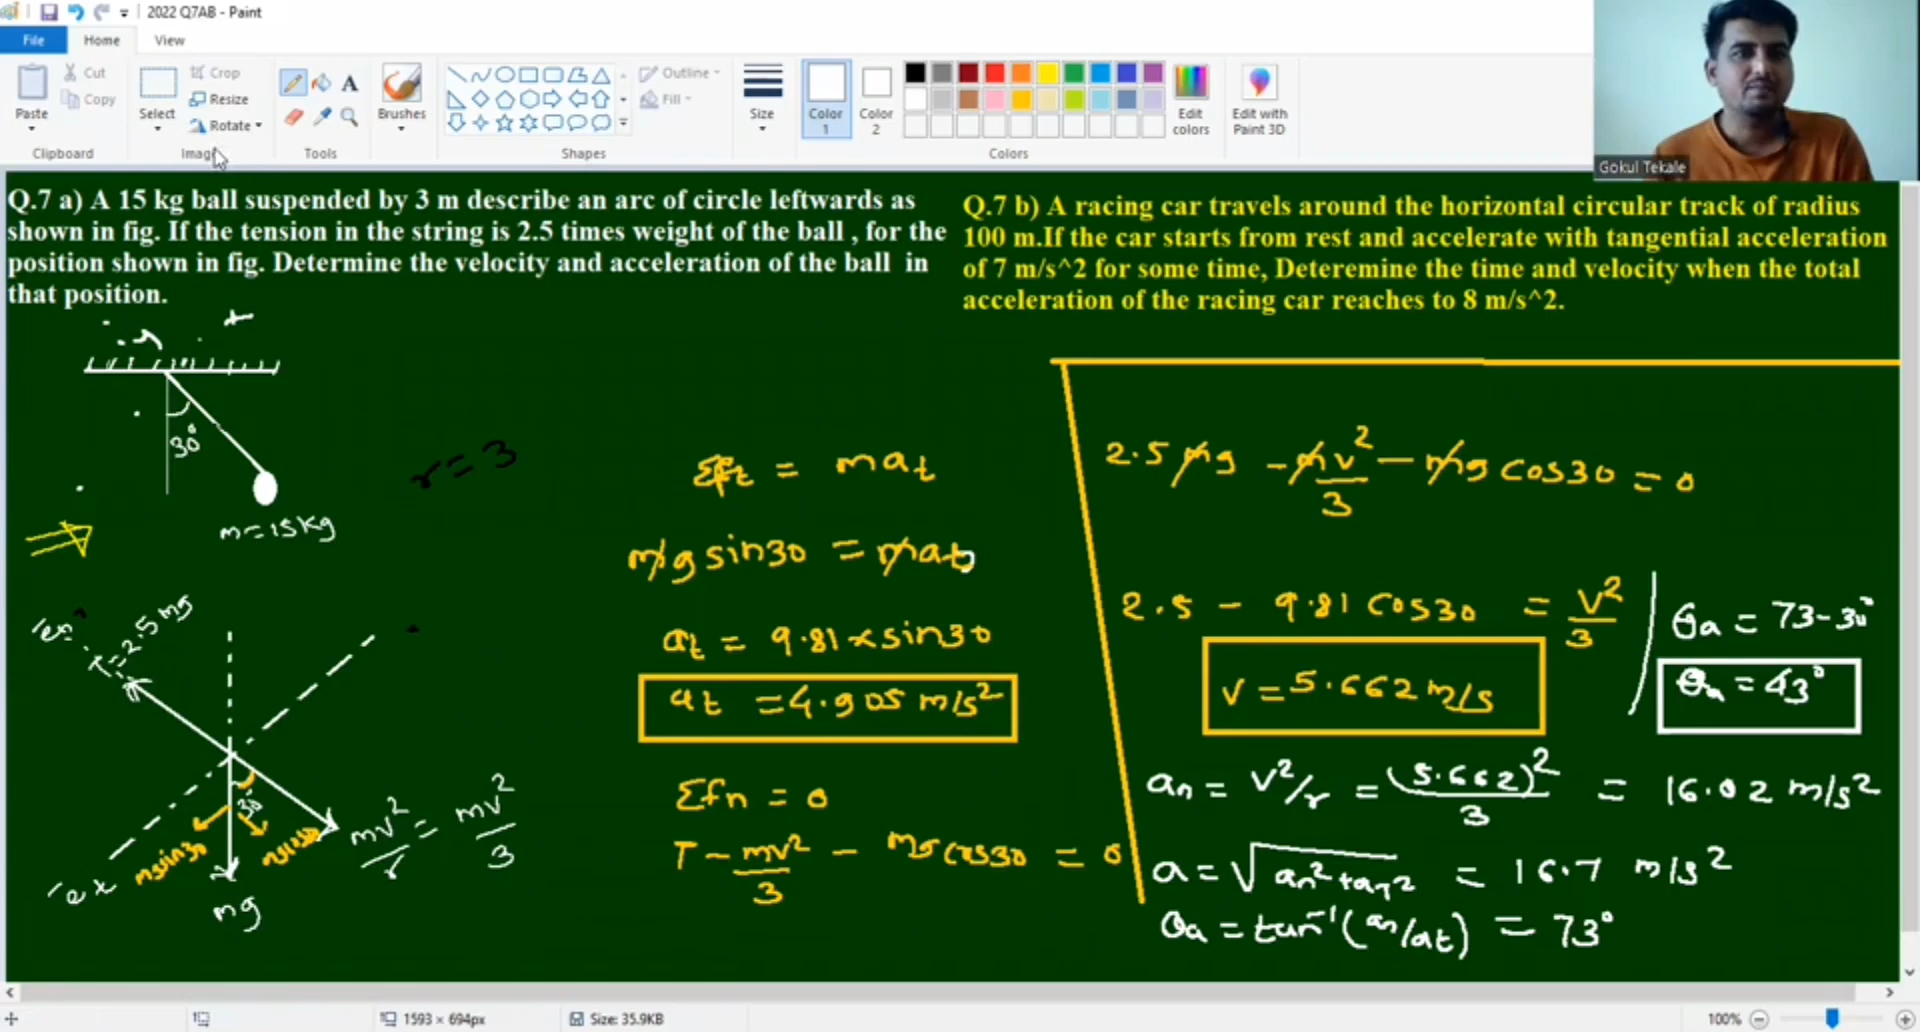 2022 Q7AB - Paint
File Home View
Paste
Cut
Copy
Clipboard
Select
Crop
Resize
Rotate
Image
Tools
A
Brushes
Shapes
Outline
Fill
Size
Color 1
Color 2
Colors
Edit colors
Edit with Paint 3D
Gokul Tekale
Q.7 a) A 15 kg ball suspended by 3 m describe an arc of circle leftwards as
shown in fig. If the tension in the string is 2.5 times weight of the ball , for the
position shown in fig. Determine the velocity and acceleration of the ball in
that position.
Q.7 b) A racing car travels around the horizontal circular track of radius
100 m.If the car starts from rest and accelerate with tangential acceleration
of 7 m/s^2 for some time, Deteremine the time and velocity when the total
acceleration of the racing car reaches to 8 m/s^2.
30°
m=15kg
r=3
T=2.5mg
30
mgsin30
mgcos30
mg
mv²/r = mv²/3
Σft = mat
mg sin30 = mat
at = 9.81 x sin30
at = 4.905 m/s²
Σfn = 0
T - mv²/3 - mg cos30 = 0
2.5 mg - mv²/3 - mg cos30 = 0
2.5 - 9.81 cos30 = v²/3
v = 5.662 m/s
θa = 73-30°
θa = 43°
an = v²/r = (5.662)²/3 = 16.02 m/s²
a = √an²+aT² = 16.7 m/s²
θa = tan⁻¹(an/at) = 73°
1593 × 694px
Size: 35.9KB
100%